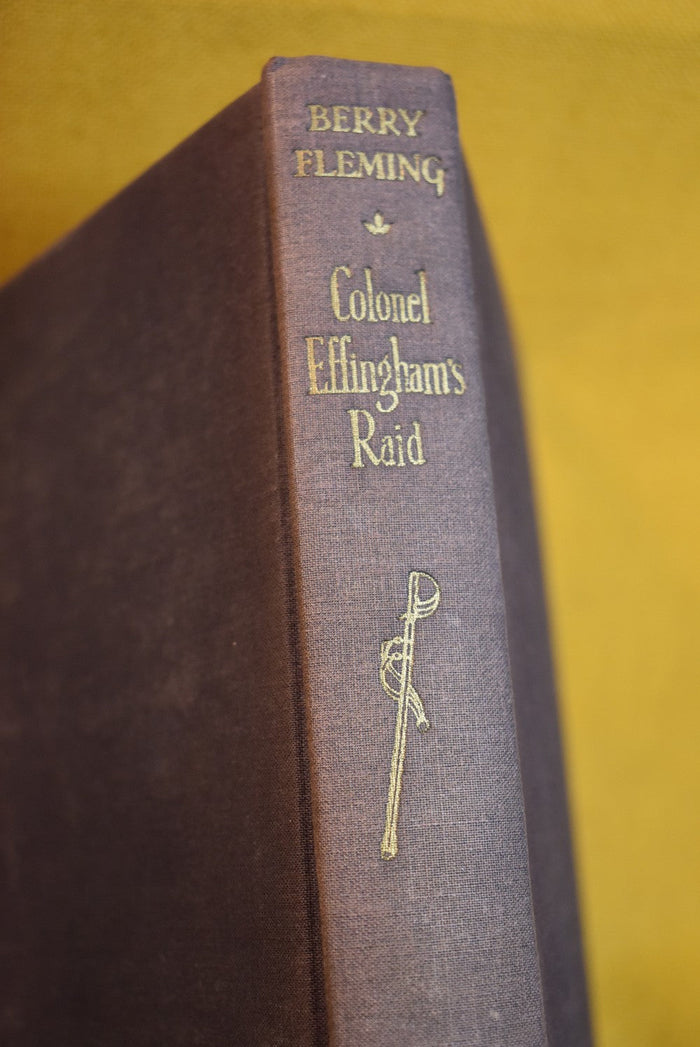 BERRY
FLEMING
Colonel
Effingham's
Raid